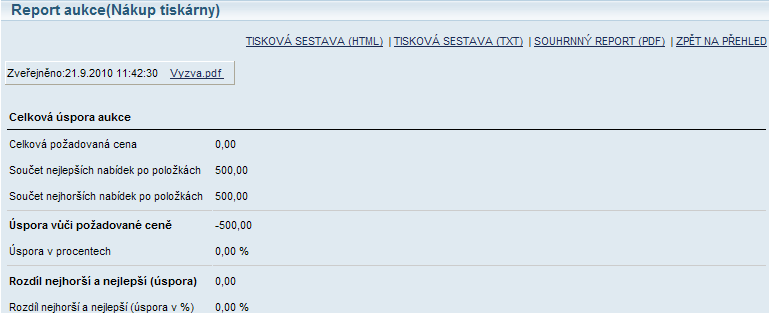 Report aukce(Nákup tiskárny)
TISKOVÁ SESTAVA (HTML) | TISKOVÁ SESTAVA (TXT) | SOUHRNNÝ REPORT (PDF) | ZPĚT NA PŘEHLED
Zveřejněno:21.9.2010 11:42:30 Vyzva.pdf
Celková úspora aukce
Celková požadovaná cena 0,00
Součet nejlepších nabídek po položkách 500,00
Součet nejhorších nabídek po položkách 500,00
Úspora vůči požadované ceně -500,00
Úspora v procentech 0,00 %
Rozdíl nejhorší a nejlepší (úspora) 0,00
Rozdíl nejhorší a nejlepší (úspora v %) 0,00 %